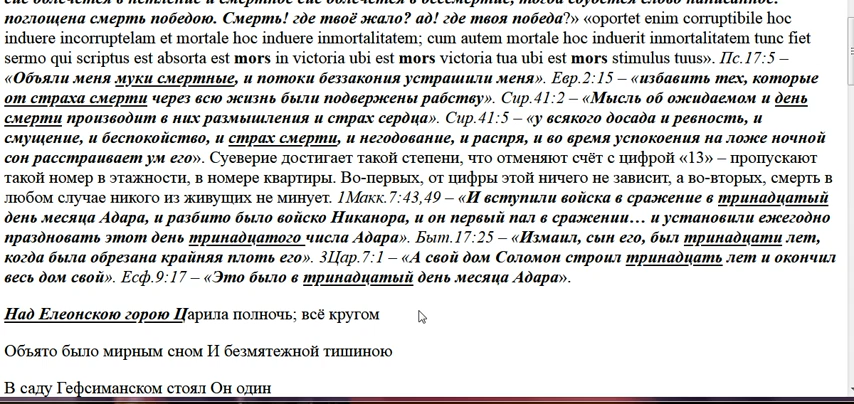 сие облечется в нетление и смертное сие облечется в бессмертие, тогда сбудется слово написанное:
поглощена смерть победою. Смерть! где твоё жало? ад! где твоя победа?» «oportet enim corruptibile hoc
induere incorruptelam et mortale hoc induere inmortalitatem; cum autem mortale hoc induerit inmortalitatem tunc fiet
sermo qui scriptus est absorta est mors in victoria ubi est mors victoria tua ubi est mors stimulus tuus». Пс.17:5 –
«Объяли меня муки смертные, и потоки беззакония устрашили меня». Евр.2:15 – «избавить тех, которые
от страха смерти через всю жизнь были подвержены рабству». Сир.41:2 – «Мысль об ожидаемом и день
смерти производит в них размышления и страх сердца». Сир.41:5 – «у всякого досада и ревность, и
смущение, и беспокойство, и страх смерти, и негодование, и распря, и во время успокоения на ложе ночной
сон расстраивает ум его». Суеверие достигает такой степени, что отменяют счёт с цифрой «13» – пропускают
такой номер в этажности, в номере квартиры. Во-первых, от цифры этой ничего не зависит, а во-вторых, смерть в
любом случае никого из живущих не минует. 1Макк.7:43,49 – «И вступили войска в сражение в тринадцатый
день месяца Адара, и разбито было войско Никанора, и он первый пал в сражении… и установили ежегодно
праздновать этот день тринадцатого числа Адара». Быт.17:25 – «Измаил, сын его, был тринадцати лет,
когда была обрезана крайняя плоть его». 3Цар.7:1 – «А свой дом Соломон строил тринадцать лет и окончил
весь дом свой». Есф.9:17 – «Это было в тринадцатый день месяца Адара».
Над Елеонскою горою Царила полночь; всё кругом
Объято было мирным сном И безмятежной тишиною
В саду Гефсиманском стоял Он один